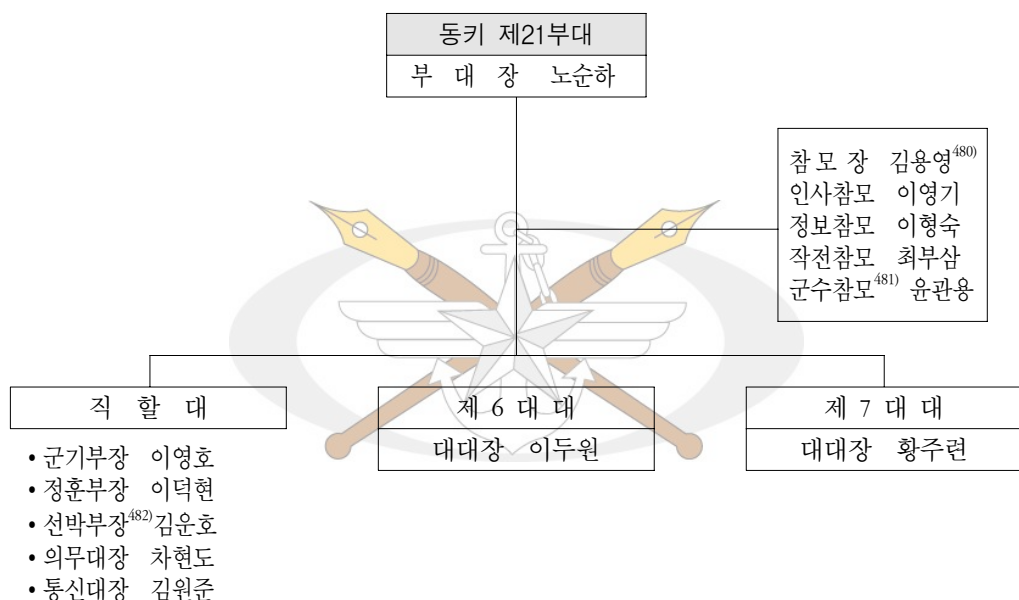 동키 제21부대
부 대 장 노순하
참 모 장 김용영480)
인사참모 이영기
정보참모 이형숙
작전참모 최부삼
군수참모481) 윤관용
직 할 대
• 군기부장 이영호
• 정훈부장 이덕현
• 선박부장482)김운호
• 의무대장 차현도
• 통신대장 김원준
제 6 대 대
대대장 이두원
제 7 대 대
대대장 황주련